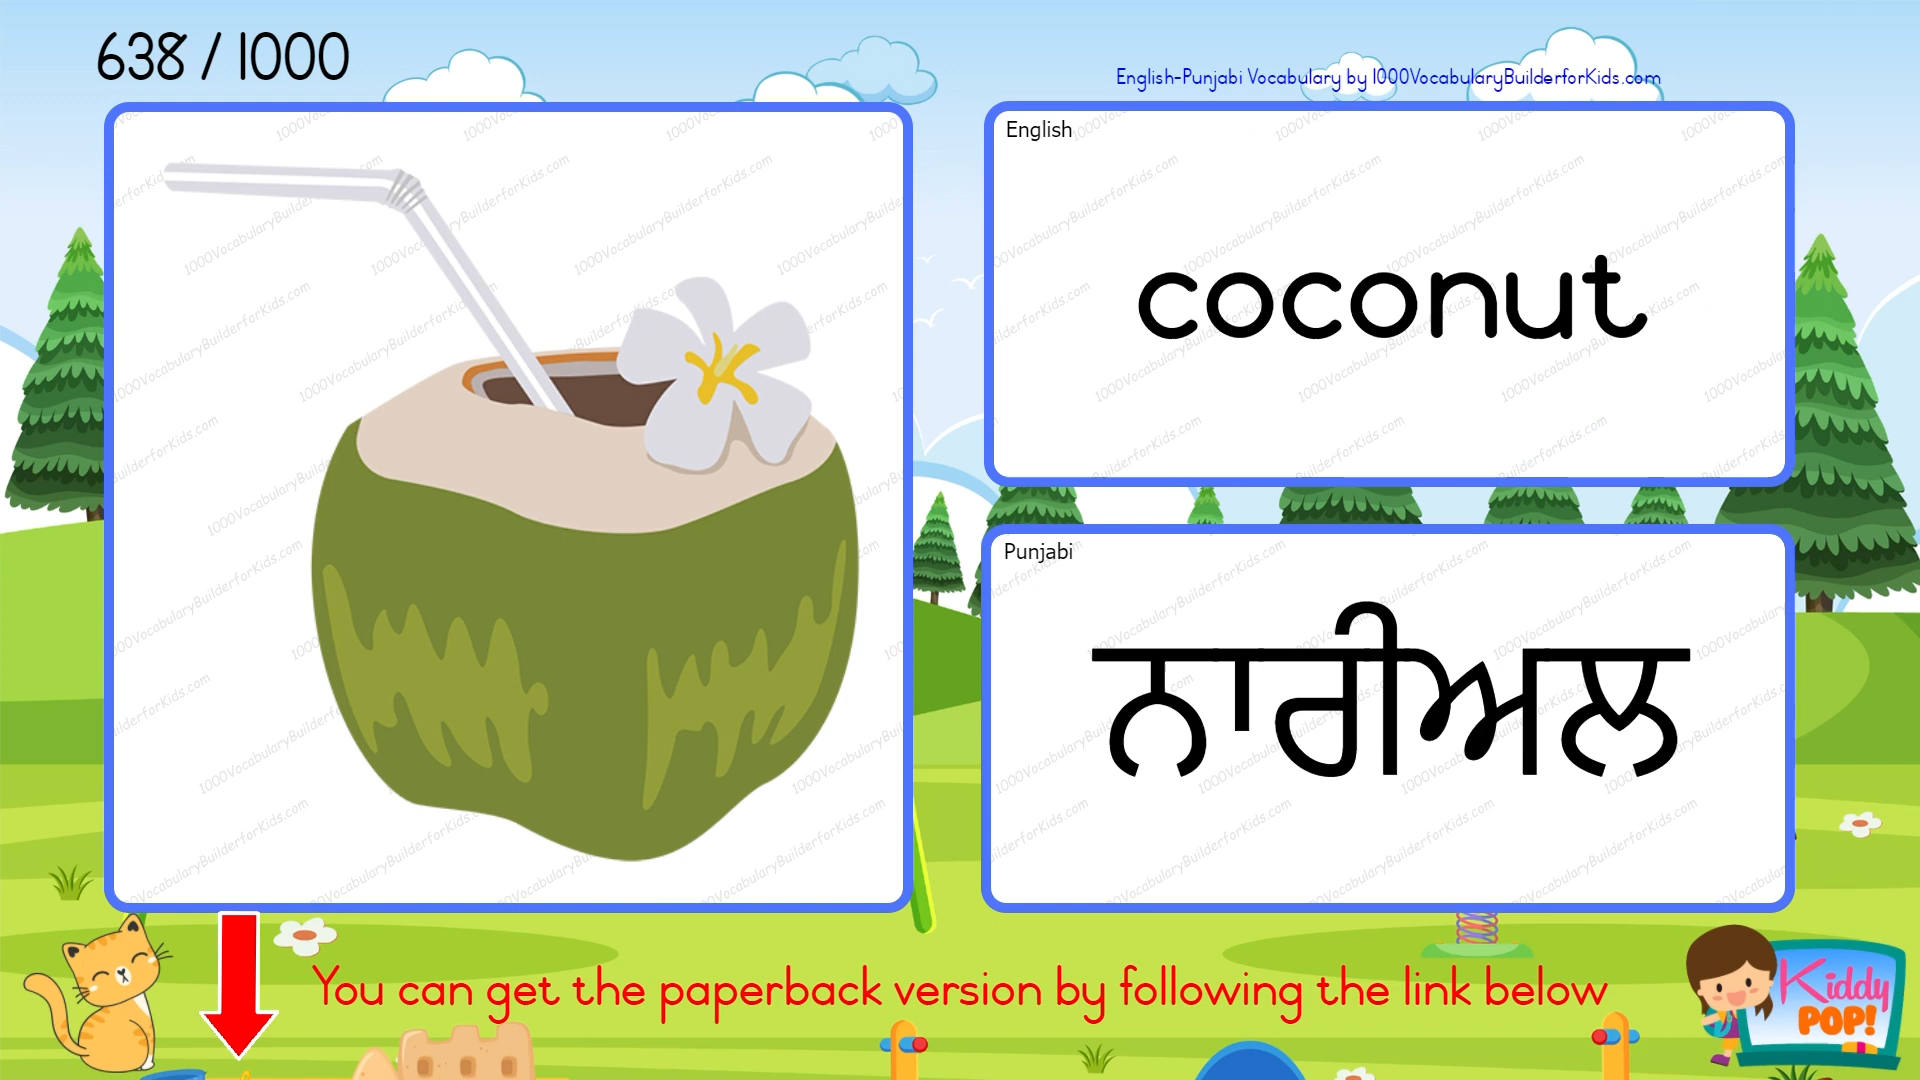 638 / 1000
English-Punjabi Vocabulary by 1000VocabularyBuilderforKids.com
English
coconut
Punjabi
ਨਾਰੀਅਲ
You can get the paperback version by following the link below
Kiddy
POP!